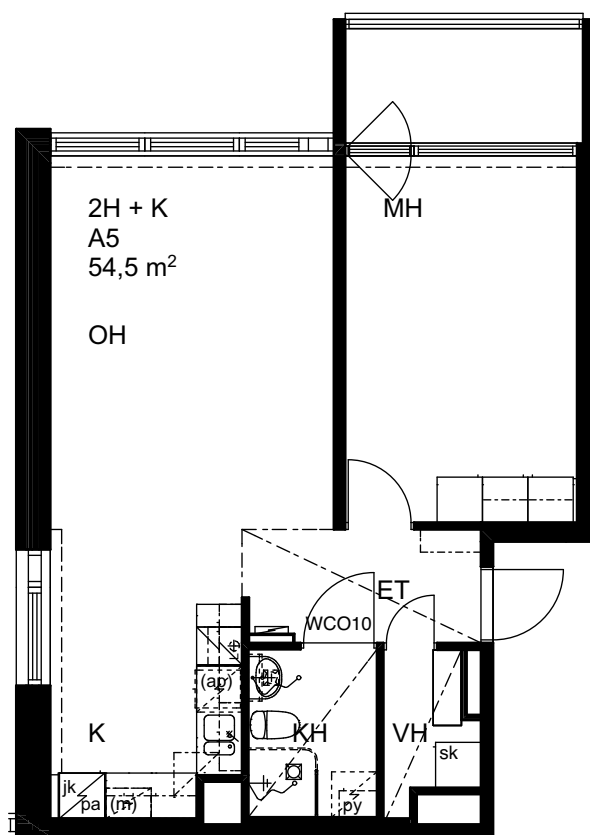 2H + K
A5
54,5 m²
OH
MH
ET
WCO10
(ap)
K
KH
VH
sk
jk
pa
(m)
py